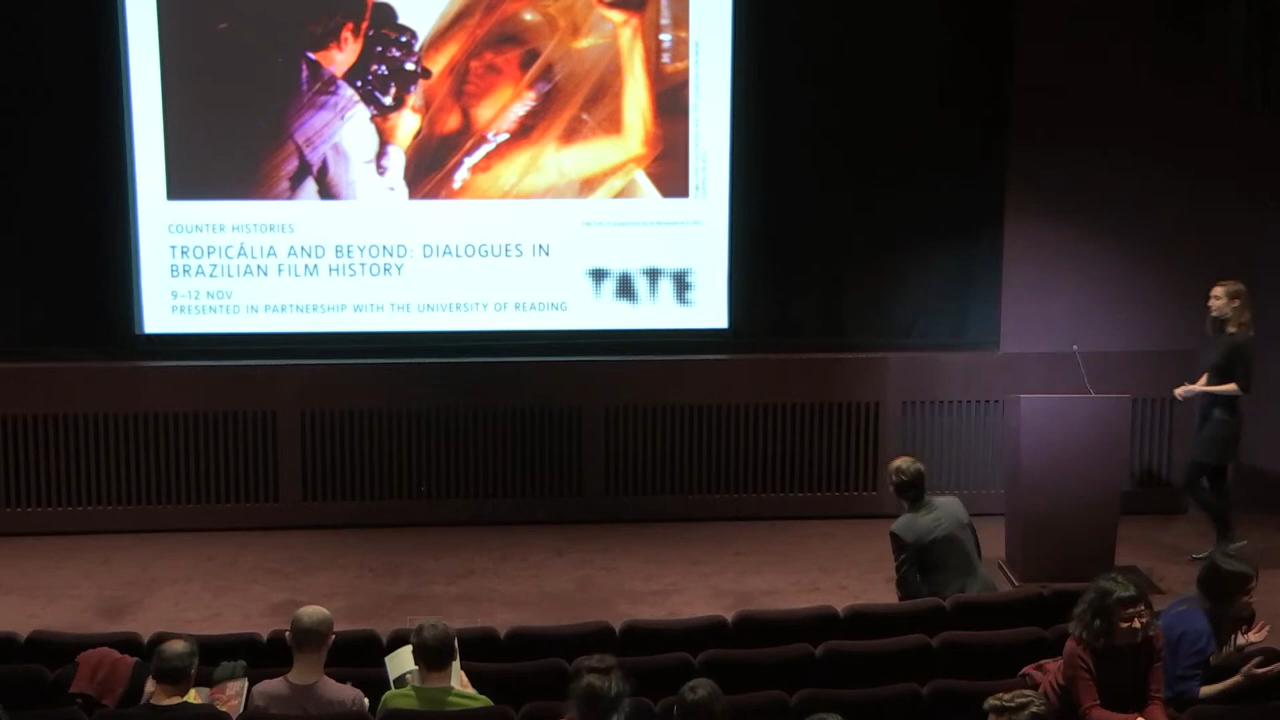 COUNTER HISTORIES
TROPICÁLIA AND BEYOND: DIALOGUES IN
BRAZILIAN FILM HISTORY
9–12 NOV
PRESENTED IN PARTNERSHIP WITH THE UNIVERSITY OF READING
TATE